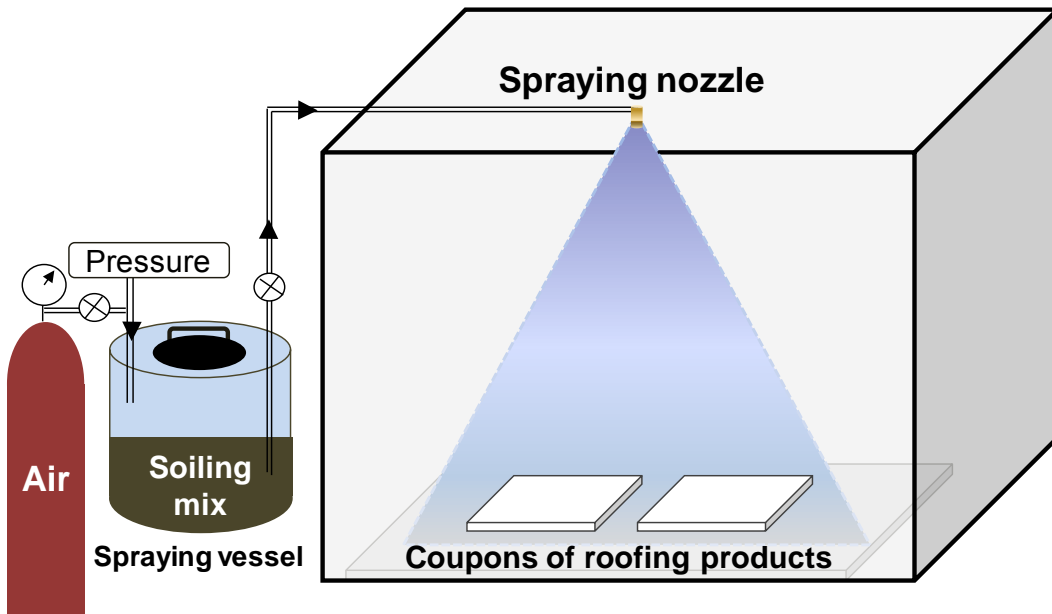 Spraying nozzle
Pressure
Air
Soiling
mix
Spraying vessel
Coupons of roofing products